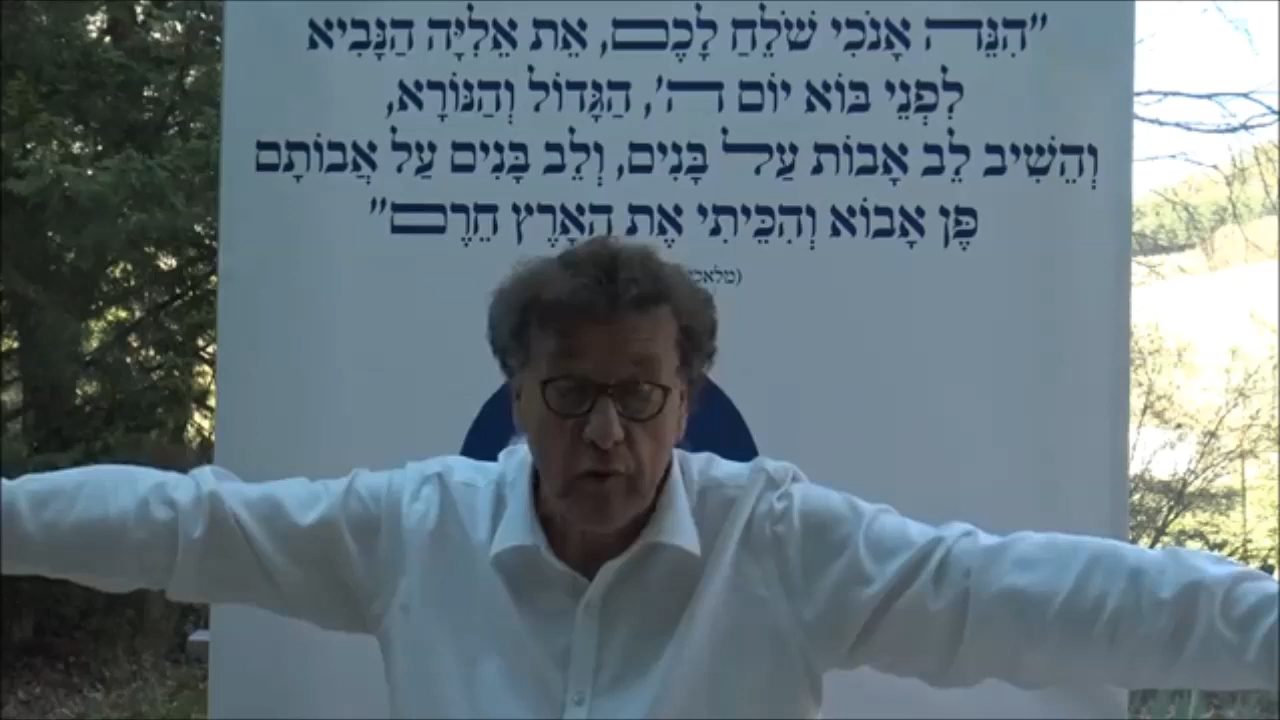 "הִנֵּה אָנֹכִי שֹׁלֵחַ לָכֶם, אֵת אֵלִיָּה הַנָּבִיא
לִפְנֵי בּוֹא יוֹם ה', הַגָּדוֹל וְהַנּוֹרָא,
וְהֵשִׁיב לֵב אָבוֹת עַל בָּנִים, וְלֵב בָּנִים עַל אֲבוֹתָם
פֶּן אָבוֹא וְהִכֵּיתִי אֶת הָאָרֶץ חֵרֶם"